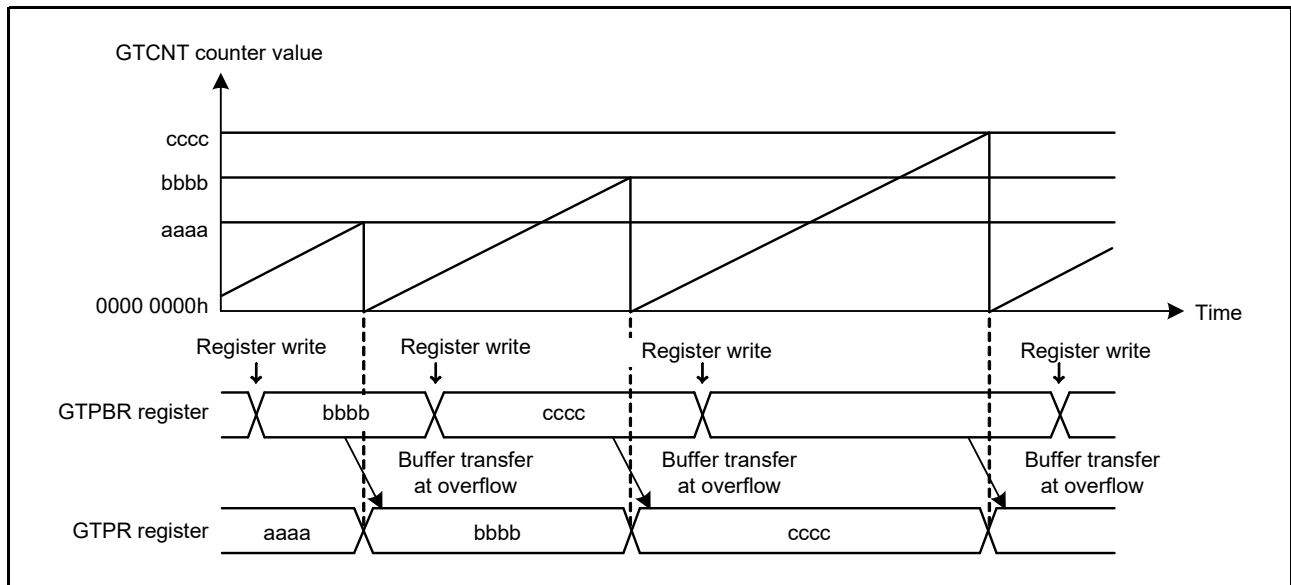 GTCNT counter value
cccc
bbbb
aaaa
0000 0000h
Time
Register write
Register write
Register write
Register write
GTPBR register
bbbb
cccc
Buffer transfer
at overflow
Buffer transfer
at overflow
Buffer transfer
at overflow
GTPR register
aaaa
bbbb
cccc